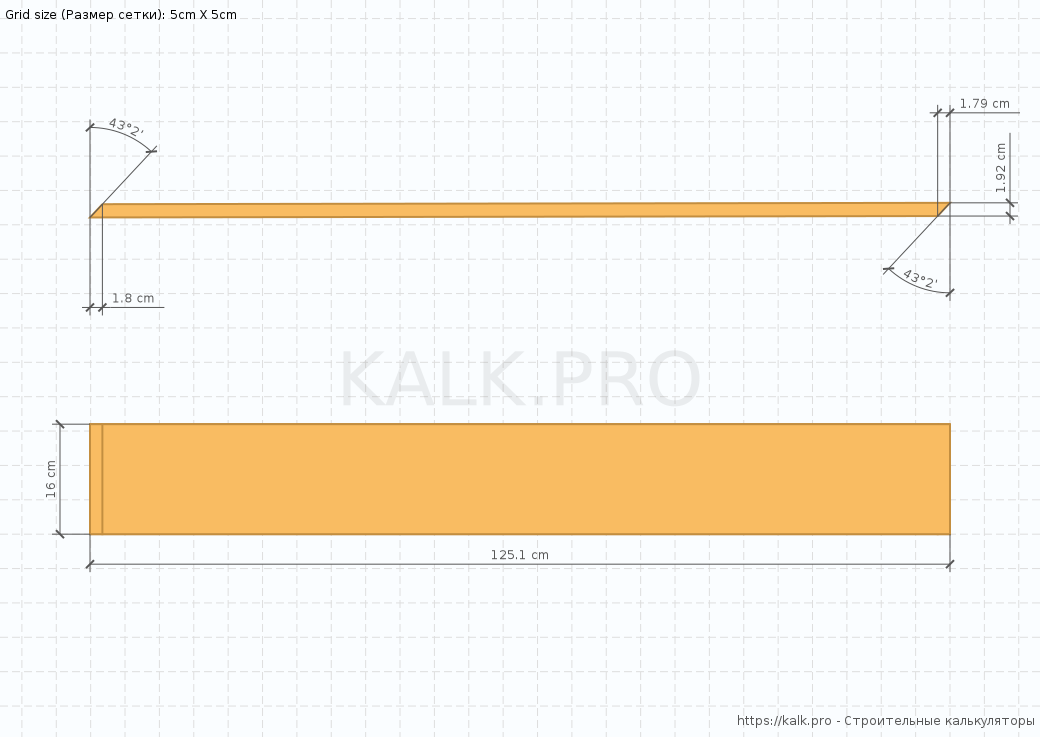 Grid size (Размер сетки): 5cm X 5cm
1.79 cm
43°2'
1.92 cm
43°2'
1.8 cm
KALK.PRO
16 cm
125.1 cm
https://kalk.pro - Строительные калькуляторы